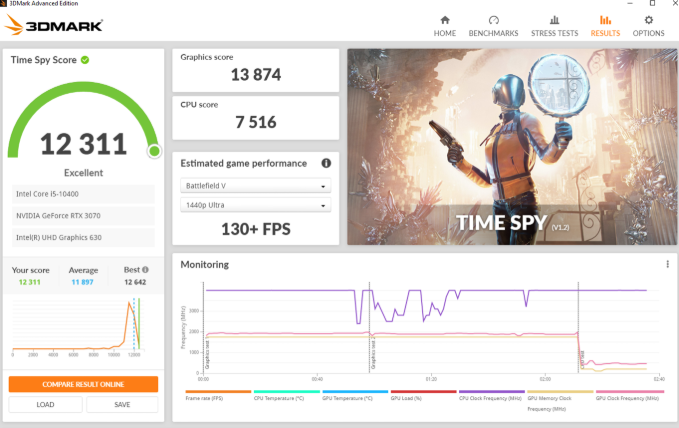 3DMark Advanced Edition
3DMARK
HOME
BENCHMARKS
STRESS TESTS
RESULTS
OPTIONS
Time Spy Score
12 311
Excellent
Intel Core i5-10400
NVIDIA GeForce RTX 3070
Intel(R) UHD Graphics 630
Your score
12 311
Average
11 897
Best
12 642
0 2000 4000 6000 8000 10000 12000
COMPARE RESULT ONLINE
LOAD
SAVE
Graphics score
13 874
CPU score
7 516
Estimated game performance
Battlefield V
1440p Ultra
130+ FPS
TIME SPY (V1.2)
Monitoring
Frequency (MHz)
3000
2000
1000
0
Graphics test
Graphics test
00:00 00:40 01:20 02:00 02:40
Frame rate (FPS)
CPU Temperature (°C)
GPU Temperature (°C)
GPU Load (%)
CPU Clock Frequency (MHz)
GPU Memory Clock
Frequency (MHz)
GPU Clock Frequency (MHz)